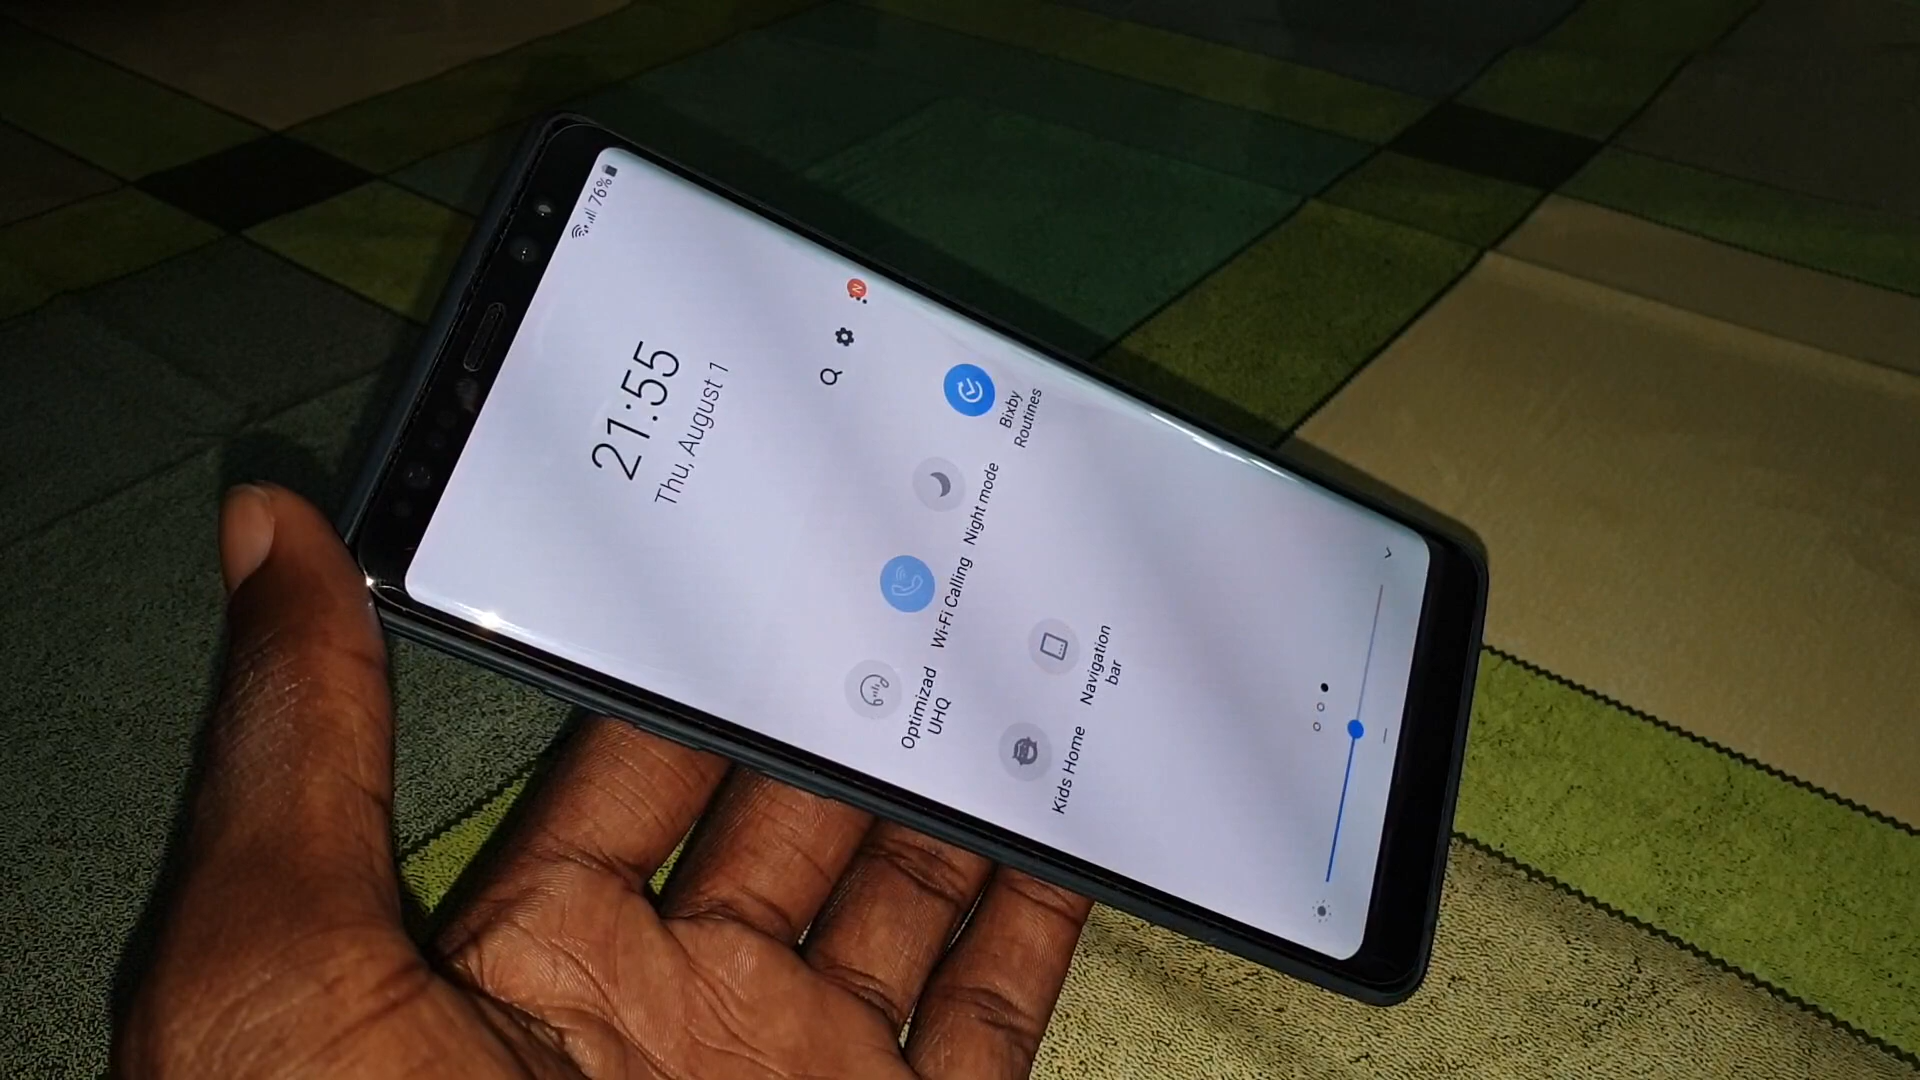 76%
21:55
Thu, August 1
N
Optimizad
UHQ
Wi-Fi Calling
Night mode
Bixby
Routines
Kids Home
Navigation
bar